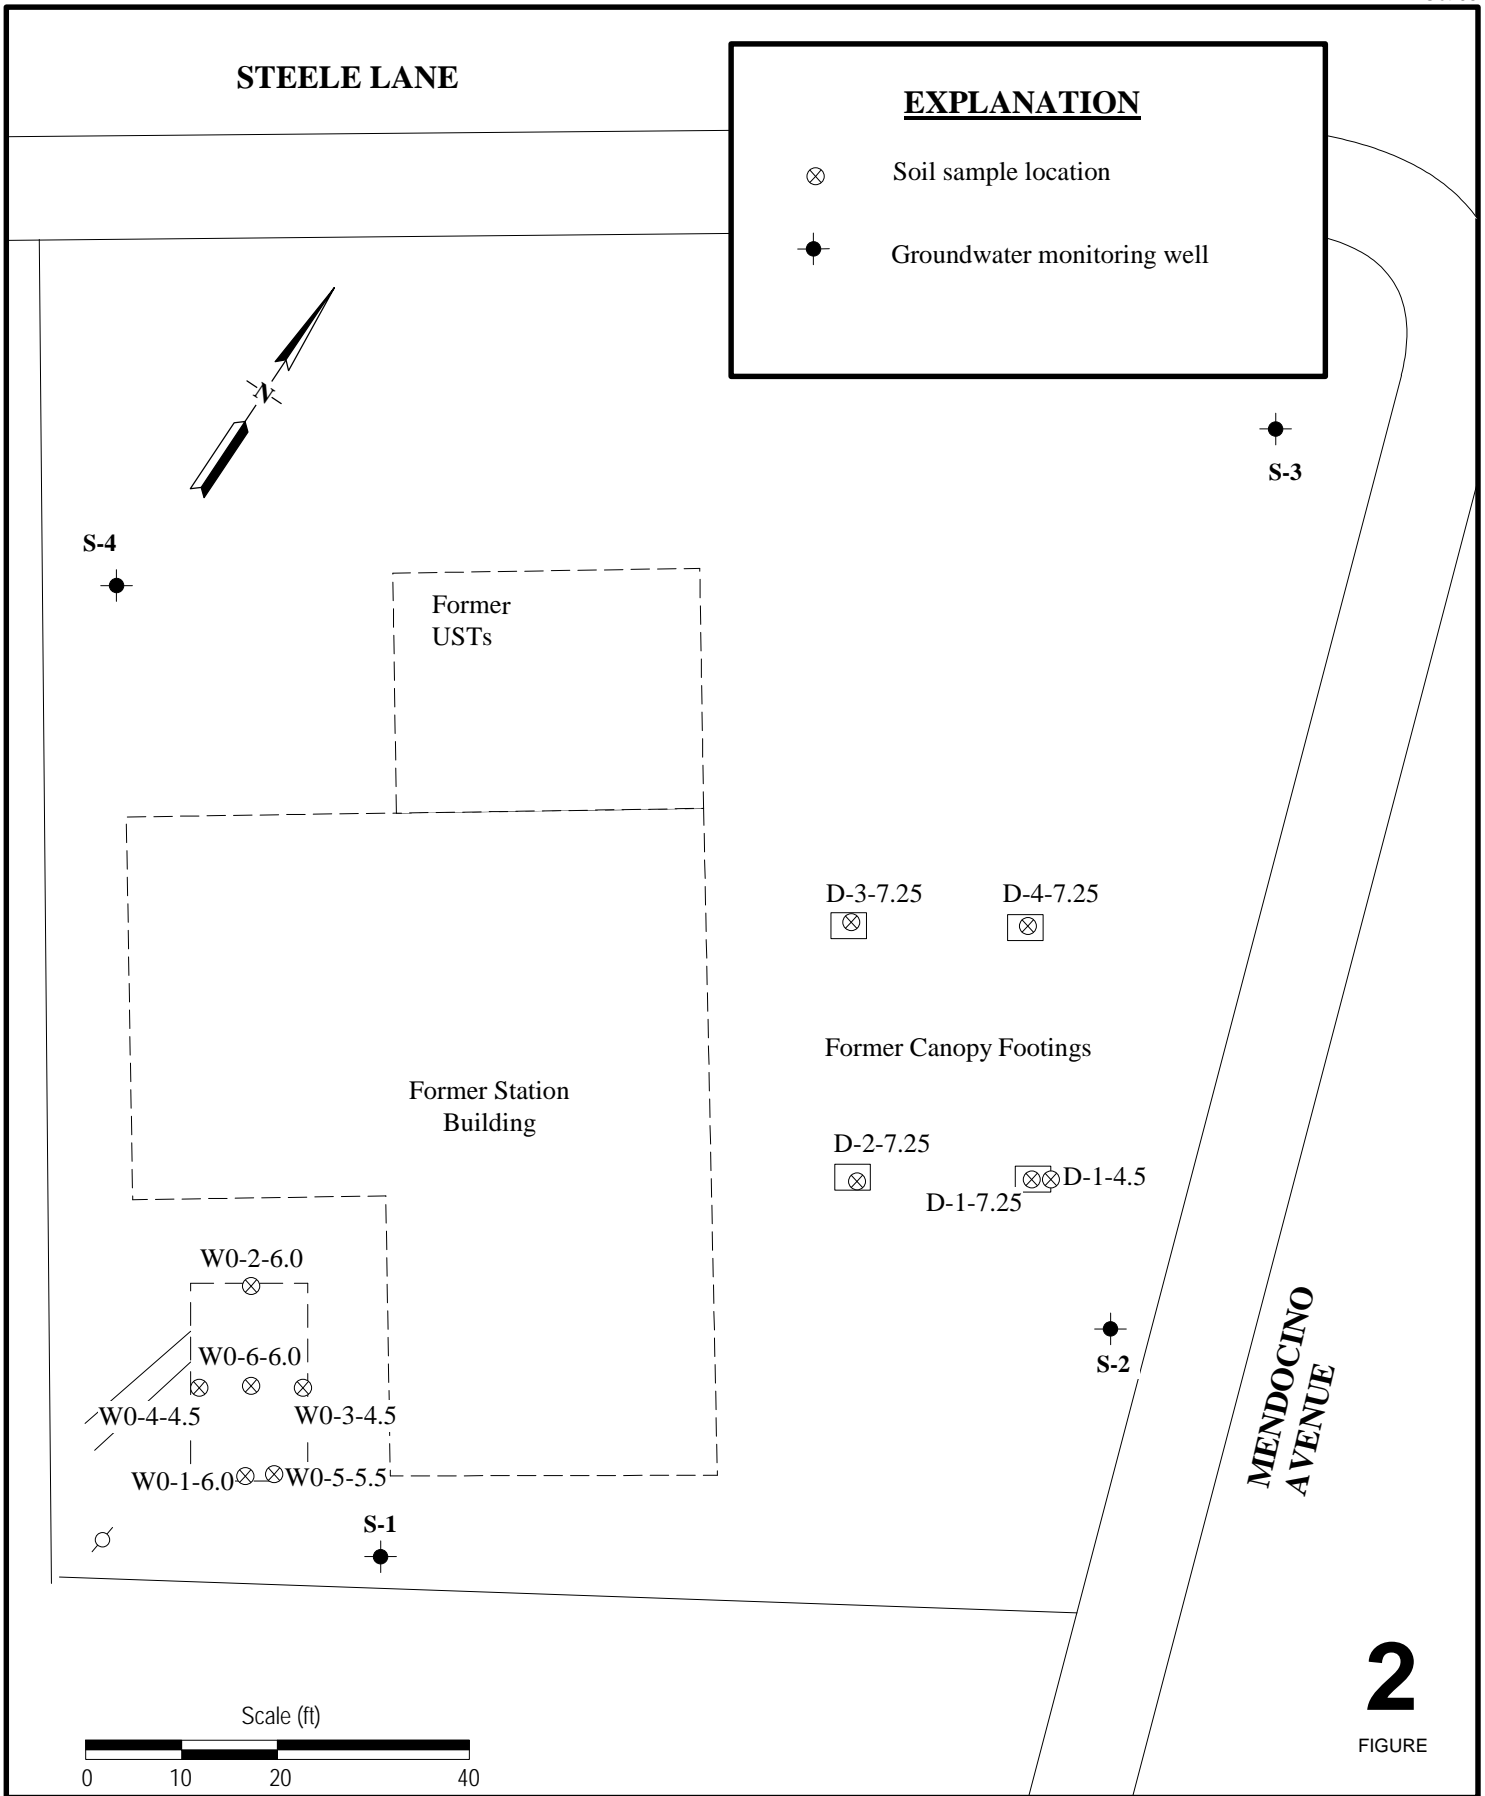 STEELE LANE
EXPLANATION
Soil sample location
Groundwater monitoring well
N
S-3
S-4
Former
USTs
D-3-7.25
D-4-7.25
Former Canopy Footings
Former Station
Building
D-2-7.25
D-1-4.5
D-1-7.25
W0-2-6.0
W0-6-6.0
W0-4-4.5
W0-3-4.5
W0-1-6.0
W0-5-5.5
S-2
MENDOCINO
AVENUE
S-1
2
FIGURE
Scale (ft)
0 10 20 40